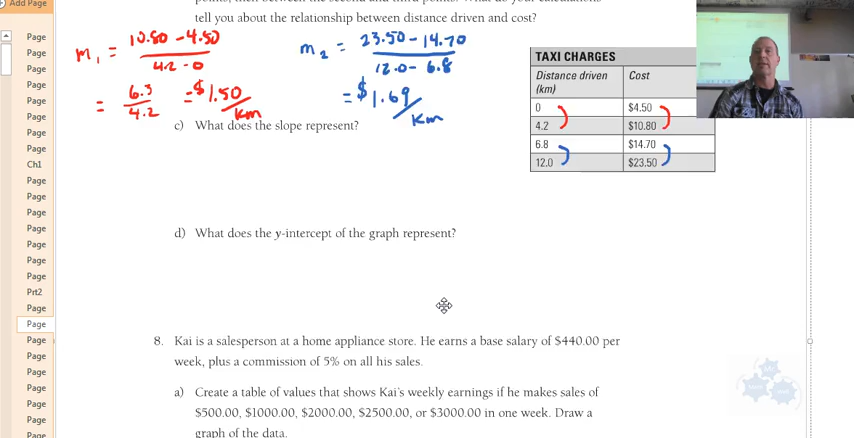 Add Page
tell you about the relationship between distance driven and cost?
m₁ = 10.80 - 4.50 / 4.2 - 0
= 6.3 / 4.2 = $1.50 / km
m₂ = 23.50 - 14.70 / 12.0 - 6.8
= $1.69 / km
TAXI CHARGES
Distance driven (km) Cost
0 $4.50
4.2 $10.80
6.8 $14.70
12.0 $23.50
c) What does the slope represent?
d) What does the y-intercept of the graph represent?
8. Kai is a salesperson at a home appliance store. He earns a base salary of $440.00 per
week, plus a commission of 5% on all his sales.
a) Create a table of values that shows Kai's weekly earnings if he makes sales of
$500.00, $1000.00, $2000.00, $2500.00, or $3000.00 in one week. Draw a
graph of the data.
Page
Page
Page
Page
Page
Page
Page
Page
Ch1
Page
Page
Page
Page
Page
Page
Page
Prt2
Page
Page
Page
Page
Page
Page
Page
Page
Page